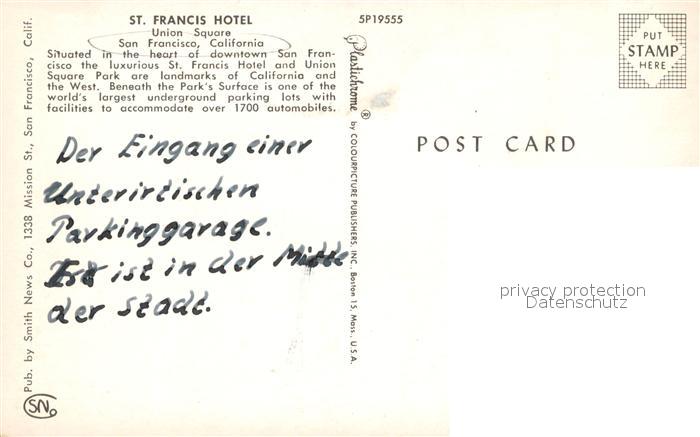 ST. FRANCIS HOTEL
Union Square
San Francisco, California
Situated in the heart of downtown San Fran-
cisco the luxurious St. Francis Hotel and Union
Square Park are landmarks of California and
the West. Beneath the Park's Surface is one of the
world's largest underground parking lots with
facilities to accommodate over 1700 automobiles.
Der Eingang einer
Unterirtischen
Parkinggarage.
ist in der Mitte
der stadt.
Pub. by Smith News Co., 1338 Mission St., San Francisco, Calif.
SN
5P19555
Plastichrome ® by COLOURPICTURE PUBLISHERS, INC., Boston 15, Mass., U.S.A.
PUT
STAMP
HERE
POST CARD
privacy protection
Datenschutz